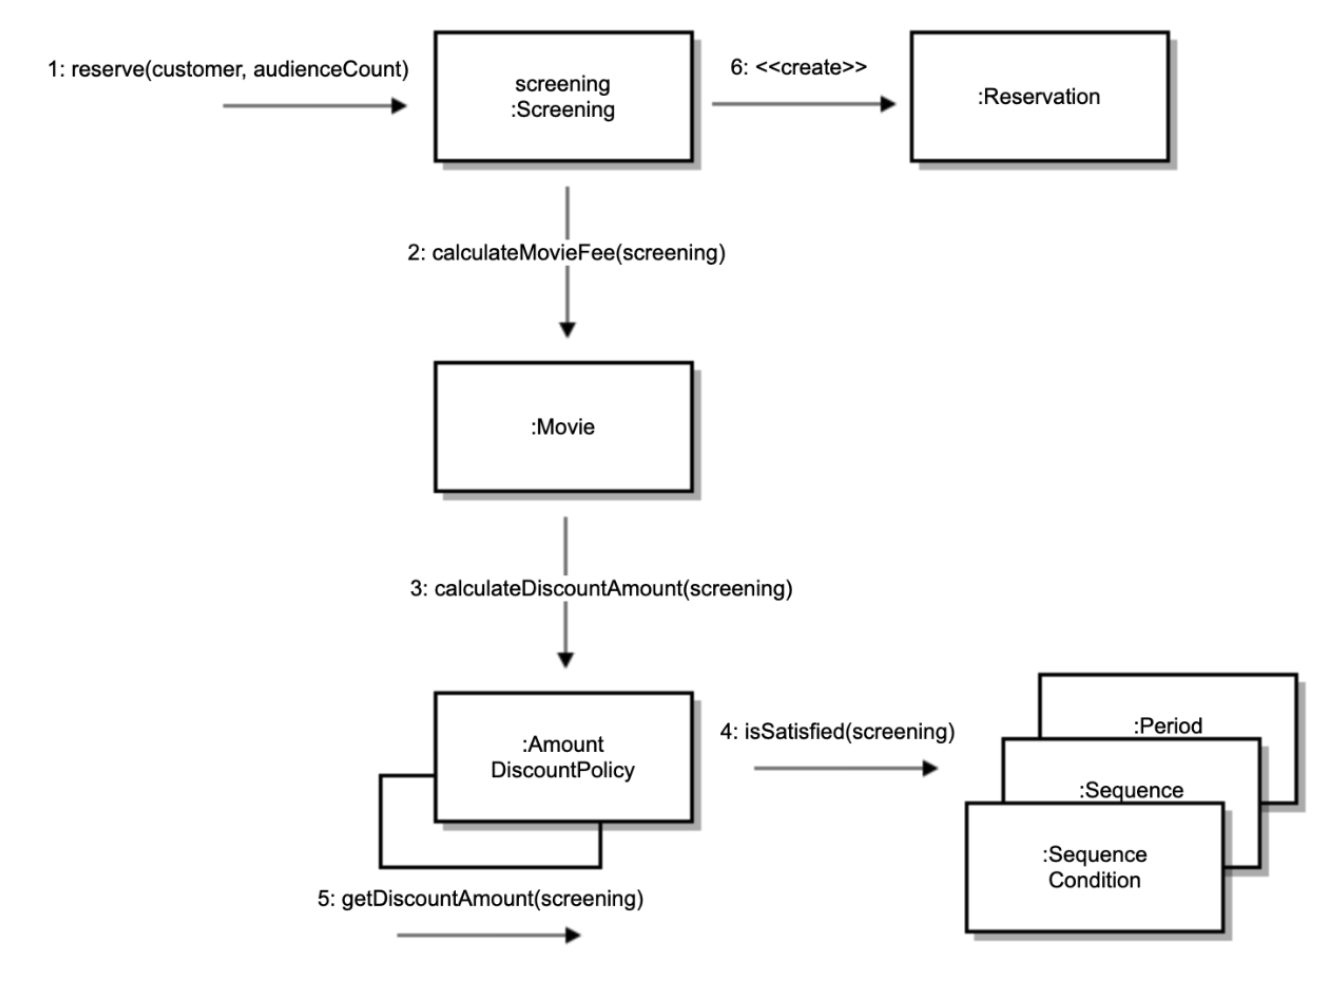 1: reserve(customer, audienceCount)
screening
:Screening
6: <<create>>
:Reservation
2: calculateMovieFee(screening)
:Movie
3: calculateDiscountAmount(screening)
:Amount
DiscountPolicy
4: isSatisfied(screening)
:Period
:Sequence
:Sequence
Condition
5: getDiscountAmount(screening)